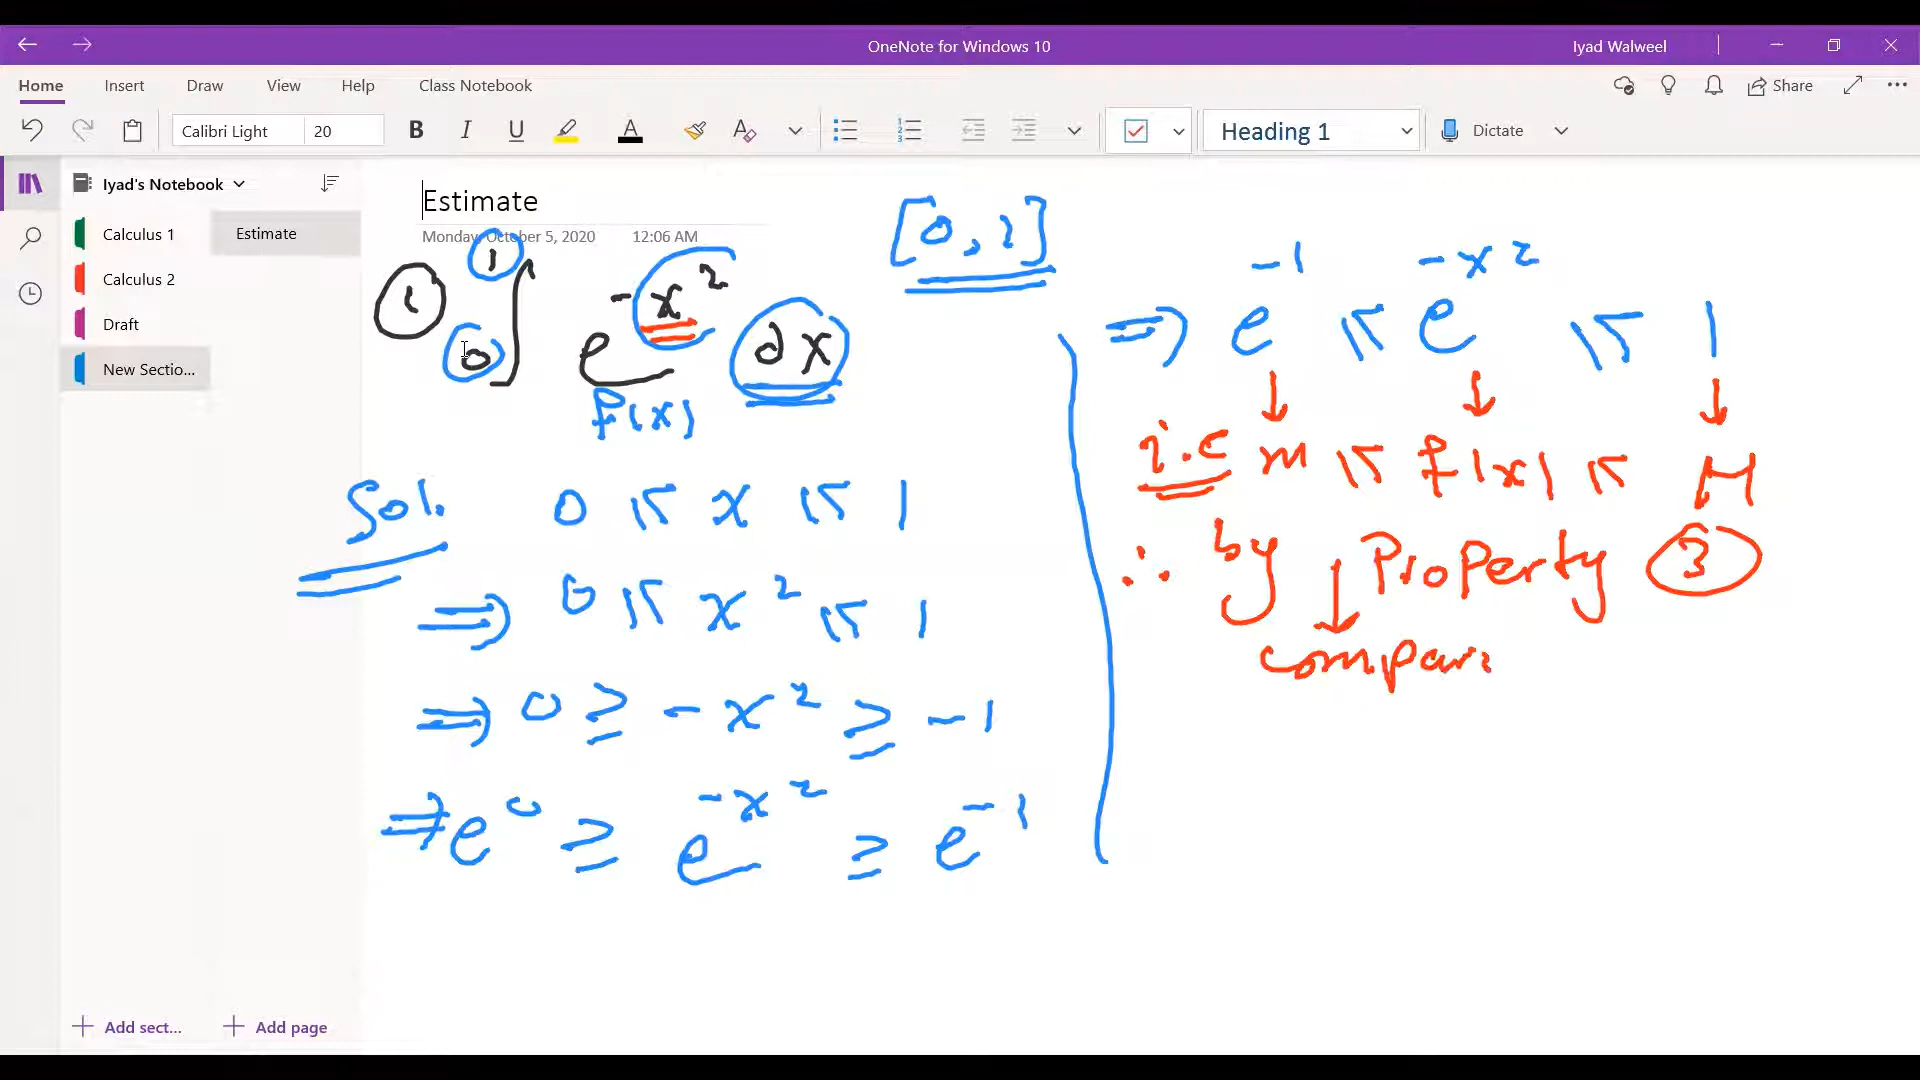 OneNote for Windows 10
Iyad Walweel
Home Insert Draw View Help Class Notebook
Share
Calibri Light 20 B I U A Heading 1 Dictate
Iyad's Notebook
Calculus 1
Calculus 2
Draft
New Sectio...
Estimate
Add sect... Add page
Estimate
Monday, October 5, 2020 12:06 AM
① ∫₀¹ e^{-x²} dx [0,1]
f(x)
Sol. 0 ≤ x ≤ 1
⇒ 0 ≤ x² ≤ 1
⇒ 0 ≥ -x² ≥ -1
⇒ e⁰ ≥ e^{-x²} ≥ e^{-1}
⇒ e^{-1} ≤ e^{-x²} ≤ 1
i.e m ≤ f(x) ≤ M
∴ by Property ③
compari